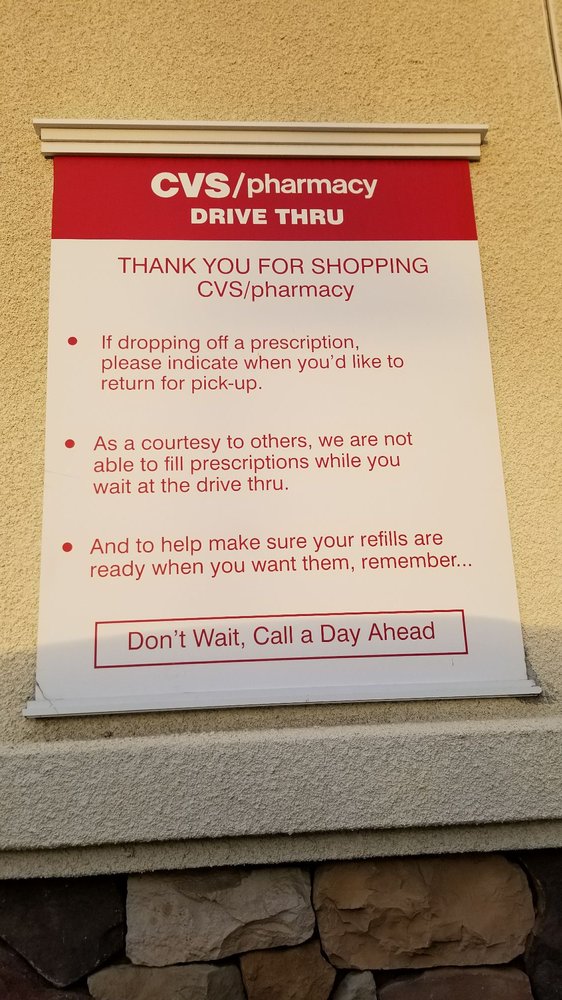 CVS/pharmacy
DRIVE THRU
THANK YOU FOR SHOPPING
CVS/pharmacy
• If dropping off a prescription,
please indicate when you'd like to
return for pick-up.
• As a courtesy to others, we are not
able to fill prescriptions while you
wait at the drive thru.
• And to help make sure your refills are
ready when you want them, remember...
Don't Wait, Call a Day Ahead